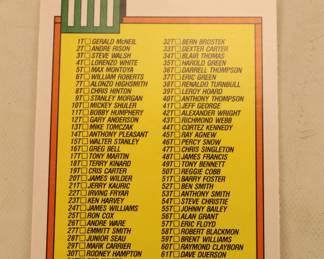 1T GERALD McNEIL
2T ANDRE RISON
3T STEVE WALSH
4T LORENZO WHITE
5T MAX MONTOYA
6T WILLIAM ROBERTS
7T ALONZO HIGHSMITH
8T CHRIS HINTON
9T STANLEY MORGAN
10T MICKEY SHULER
11T BOBBY HUMPHERY
12T GARY ANDERSON
13T MIKE TOMCZAK
14T ANTHONY PLEASANT
15T WALTER STANLEY
16T GREG BELL
17T TONY MARTIN
18T TERRY KINARD
19T CRIS CARTER
20T JAMES WILDER
21T JERRY KAURIC
22T IRVING FRYAR
23T KEN HARVEY
24T JAMES WILLIAMS
25T RON COX
26T ANDRE WARE
27T EMMITT SMITH
28T JUNIOR SEAU
29T MARK CARRIER
30T RODNEY HAMPTON
32T BERN BROSTEK
33T DEXTER CARTER
34T BLAIR THOMAS
35T HAROLD GREEN
36T DARRELL THOMPSON
37T ERIC GREEN
38T RENALDO TURNBULL
39T LEROY HOARD
40T ANTHONY THOMPSON
41T JEFF GEORGE
42T ALEXANDER WRIGHT
43T RICHMOND WEBB
44T CORTEZ KENNEDY
45T RAY AGNEW
46T PERCY SNOW
47T CHRIS SINGLETON
48T JAMES FRANCIS
49T TONY BENNETT
50T REGGIE COBB
51T BARRY FOSTER
52T BEN SMITH
53T ANTHONY SMITH
54T STEVE CHRISTIE
55T JOHNNY BAILEY
56T ALAN GRANT
57T ERIC FLOYD
58T ROBERT BLACKMON
59T BRENT WILLIAMS
60T RAYMOND CLAYBORN
61T DAVE DUERSON